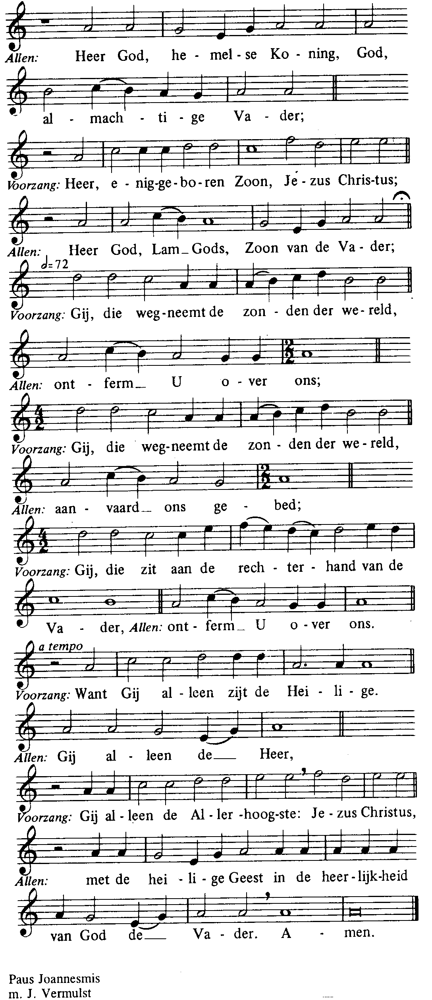 Allen: Heer God, he - mel - se Ko - ning, God,
al - mach - ti - ge Va - der;
Voorzang: Heer, e - nig-ge-bo-ren Zoon, Je - zus Chris-tus;
Allen: Heer God, Lam_ Gods, Zoon van de Va - der;
𝅗𝅥=72
Voorzang: Gij, die weg-neemt de zon - den der we - reld,
Allen: ont - ferm_ U o - ver ons;
Voorzang: Gij, die weg-neemt de zon - den der we - reld,
Allen: aan - vaard_ ons ge - bed;
Voorzang: Gij, die zit aan de rech - ter - hand van de
Va - der, Allen: ont - ferm_ U o - ver ons.
a tempo
Voorzang: Want Gij al - leen zijt de Hei - li - ge.
Allen: Gij al - leen de_ Heer,
Voorzang: Gij al - leen de Al - ler -hoog-ste: Je - zus Christus,
Allen: met de hei - li - ge Geest in de heer-lijk-heid
van God de_ Va - der. A - men.
Paus Joannesmis
m. J. Vermulst